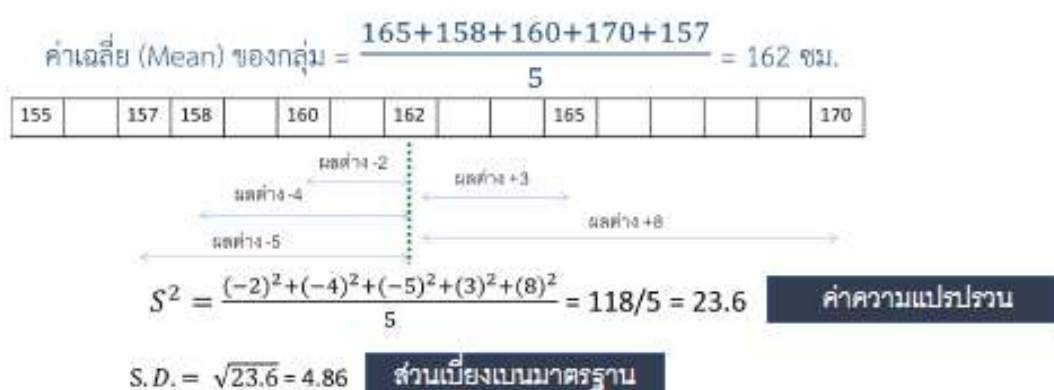 ค่าเฉลี่ย (Mean) ของกลุ่ม = (165+158+160+170+157)/5 = 162 ซม.
155 157 158 160 162 165 170
ผลต่าง -2
ผลต่าง +3
ผลต่าง -4
ผลต่าง +8
ผลต่าง -5
S² = ((−2)²+(−4)²+(−5)²+(3)²+(8)²)/5 = 118/5 = 23.6 ค่าความแปรปรวน
S.D. = √23.6 = 4.86 ส่วนเบี่ยงเบนมาตรฐาน